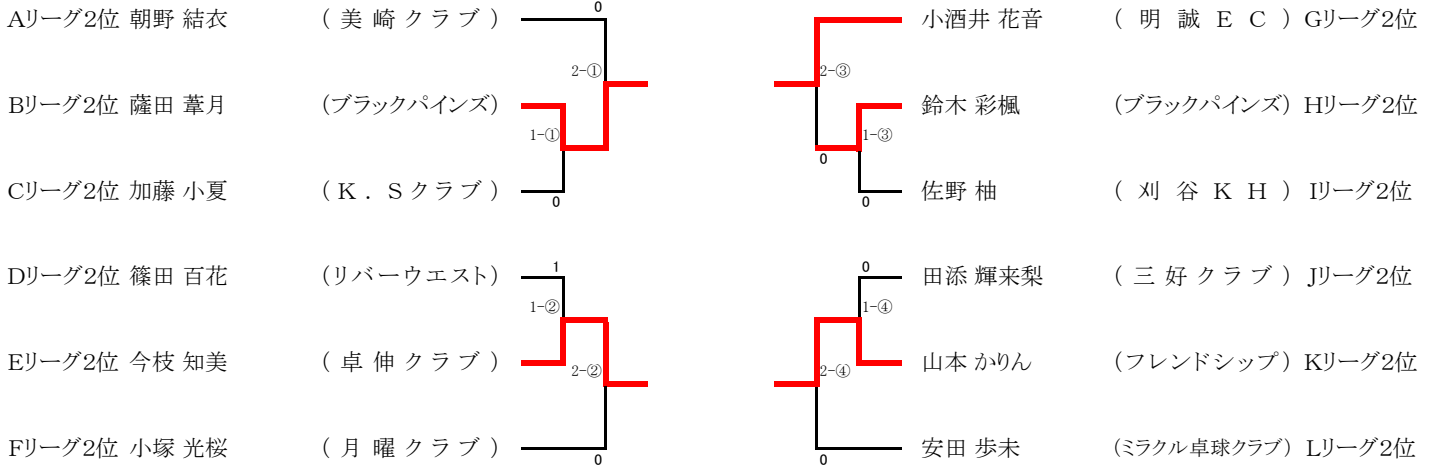 0
Aリーグ2位 朝野 結衣 ( 美 崎 ク ラ ブ ) 小酒井 花音 ( 明 誠 E C ) Gリーグ2位
2-① 2-③
Bリーグ2位 薩田 葦月 (ブラックパインズ) 鈴木 彩楓 (ブラックパインズ) Hリーグ2位
1-① 1-③
0
Cリーグ2位 加藤 小夏 ( K . S ク ラ ブ ) 佐野 柚 ( 刈 谷 K H ) Iリーグ2位
0 0
1 0
Dリーグ2位 篠田 百花 (リバーウエスト) 田添 輝来梨 ( 三 好 ク ラ ブ ) Jリーグ2位
1-② 1-④
Eリーグ2位 今枝 知美 ( 卓 伸 ク ラ ブ ) 山本 かりん (フレンドシップ) Kリーグ2位
2-② 2-④
Fリーグ2位 小塚 光桜 ( 月 曜 ク ラ ブ ) 安田 歩未 (ミラクル卓球クラブ) Lリーグ2位
0 0